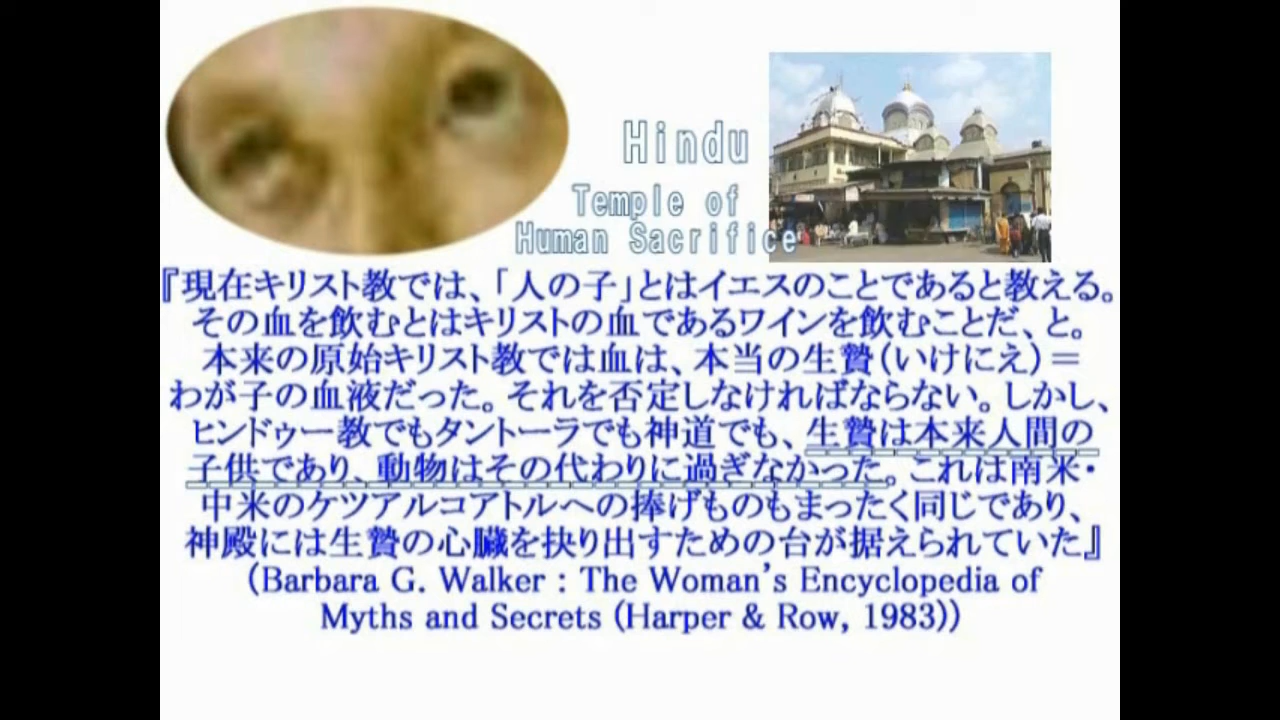 Hindu
Temple of
Human Sacrifice
『現在キリスト教では、「人の子」とはイエスのことであると教える。
その血を飲むとはキリストの血であるワインを飲むことだ、と。
本来の原始キリスト教では血は、本当の生贄(いけにえ)＝
わが子の血液だった。それを否定しなければならない。しかし、
ヒンドゥー教でもタントーラでも神道でも、生贄は本来人間の
子供であり、動物はその代わりに過ぎなかった。これは南米・
中米のケツアルコアトルへの捧げものもまったく同じであり、
神殿には生贄の心臓を抉り出すための台が据えられていた』
(Barbara G. Walker : The Woman's Encyclopedia of
Myths and Secrets (Harper & Row, 1983))